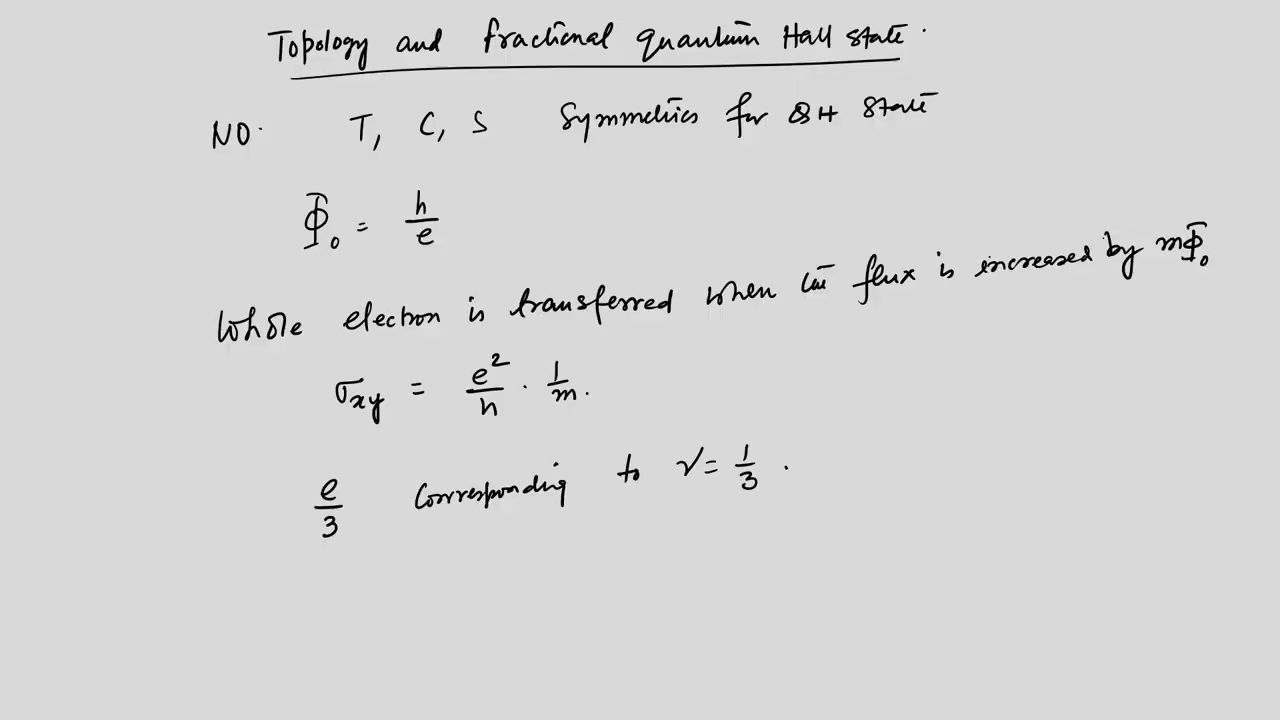 Topology and fractional quantum Hall state.
NO. T, C, S Symmetries for QH state
Φ₀ = h/e
Whole electron is transferred when the flux is increased by mΦ₀
σxy = e²/h · 1/m.
e/3 corresponding to ν = 1/3.